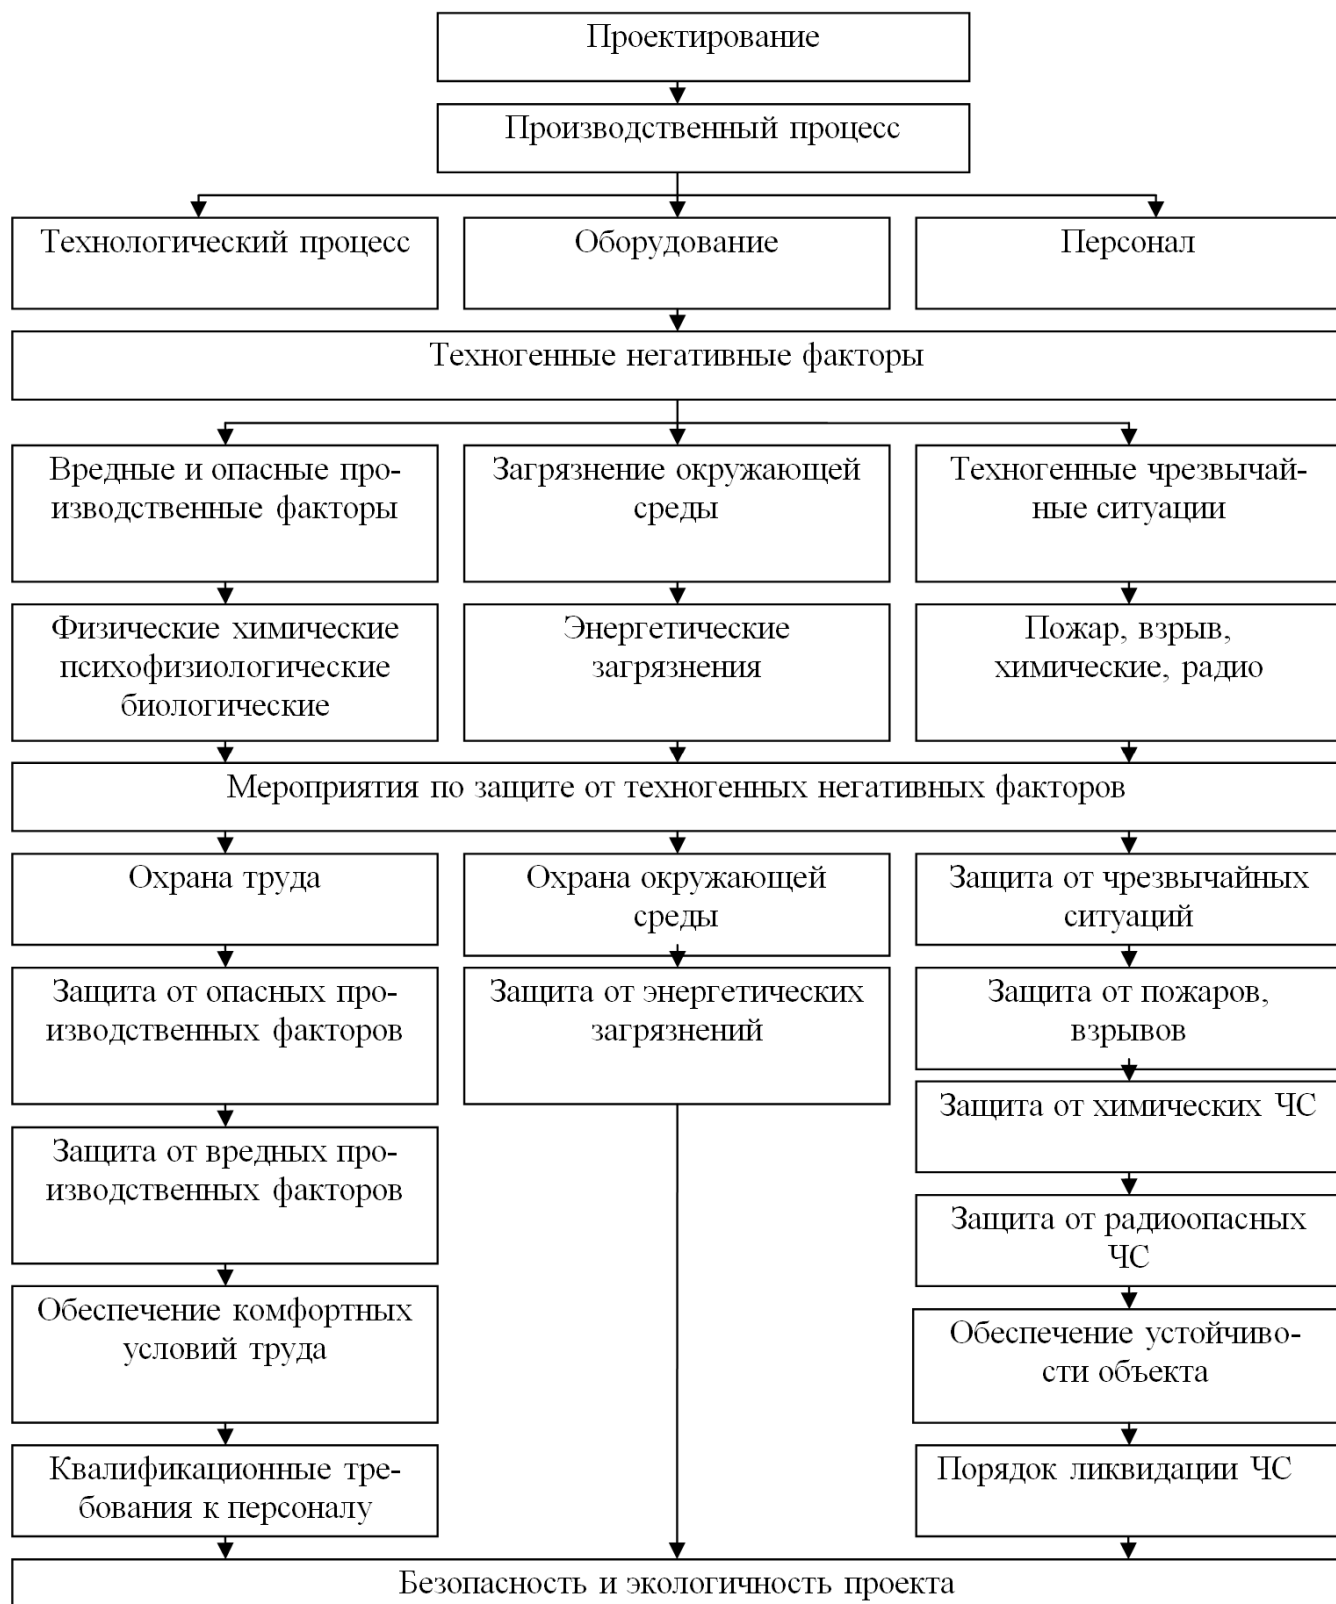 Проектирование
Производственный процесс
Технологический процесс
Оборудование
Персонал
Техногенные негативные факторы
Вредные и опасные про-
изводственные факторы
Загрязнение окружающей
среды
Техногенные чрезвычай-
ные ситуации
Физические химические
психофизиологические
биологические
Энергетические
загрязнения
Пожар, взрыв,
химические, радио
Мероприятия по защите от техногенных негативных факторов
Охрана труда
Охрана окружающей
среды
Защита от чрезвычайных
ситуаций
Защита от опасных про-
изводственных факторов
Защита от энергетических
загрязнений
Защита от пожаров,
взрывов
Защита от химических ЧС
Защита от вредных про-
изводственных факторов
Защита от радиоопасных
ЧС
Обеспечение комфортных
условий труда
Обеспечение устойчиво-
сти объекта
Квалификационные тре-
бования к персоналу
Порядок ликвидации ЧС
Безопасность и экологичность проекта